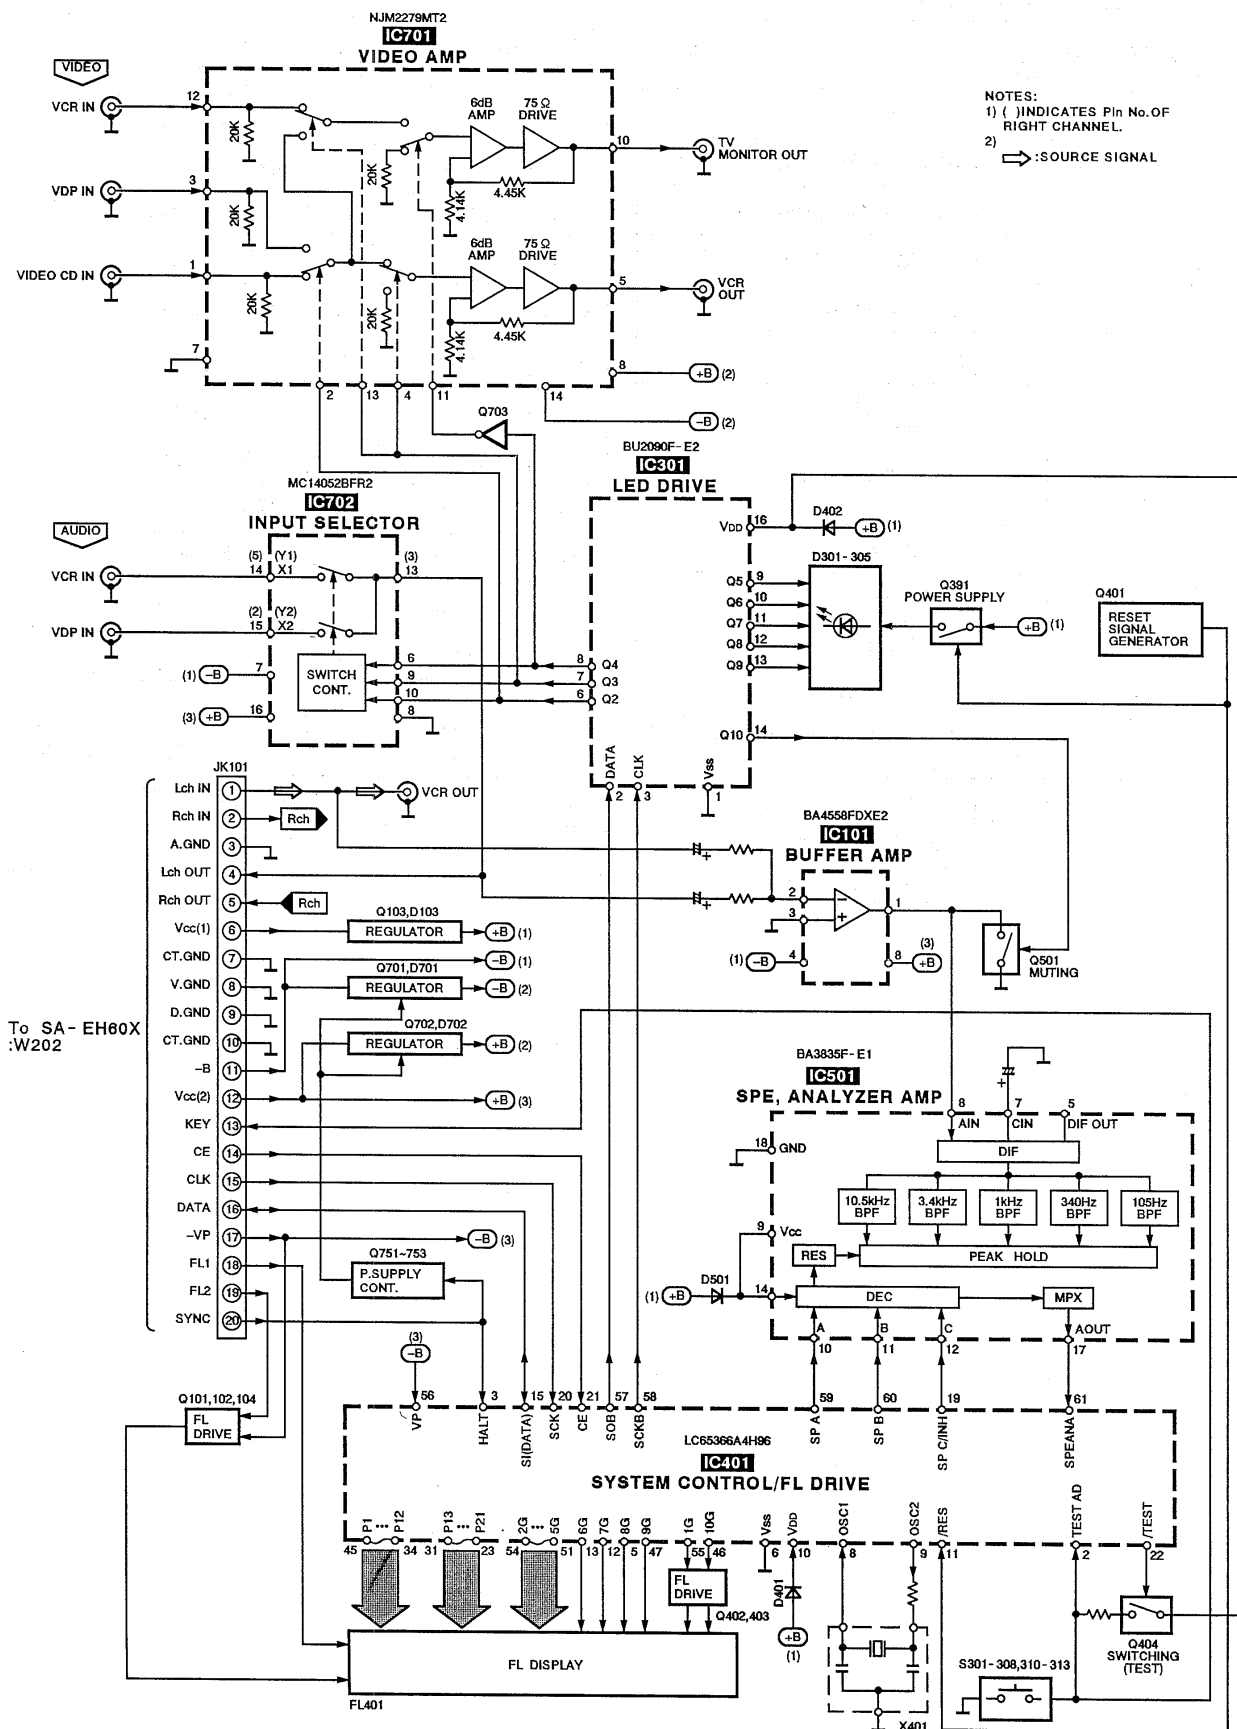 NJM2279MT2
IC701
VIDEO AMP
VIDEO
VCR IN
12
20K
6dB
AMP
75Ω
DRIVE
10
TV
MONITOR OUT
NOTES:
1) ( )INDICATES Pin No.OF
RIGHT CHANNEL.
2)
:SOURCE SIGNAL
VDP IN
3
20K
20K
4.14K
4.45K
VIDEO CD IN
1
20K
20K
6dB
AMP
75Ω
DRIVE
4.14K
4.45K
5
VCR
OUT
7
8
+B (2)
2
13
4
11
14
-B (2)
Q703
BU2090F-E2
IC301
LED DRIVE
MC14052BFR2
IC702
INPUT SELECTOR
AUDIO
VCR IN
(5) (Y1)
14 X1
(3)
13
VDP IN
(2) (Y2)
15 X2
SWITCH
CONT.
(1) -B 7
(3) +B 16
6
9
10
8
8 Q4
7 Q3
6 Q2
VDD 16
D402
+B (1)
D301-305
Q5 9
Q6 10
Q7 11
Q8 12
Q9 13
Q391
POWER SUPPLY
+B (1)
Q401
RESET
SIGNAL
GENERATOR
Q10 14
DATA
CLK
Vss
2
3
1
JK101
Lch IN 1
VCR OUT
Rch IN 2
Rch
A.GND 3
Lch OUT 4
Rch OUT 5
Rch
Vcc(1) 6
CT.GND 7
V.GND 8
D.GND 9
CT.GND 10
-B 11
Vcc(2) 12
KEY 13
CE 14
CLK 15
DATA 16
-VP 17
FL1 18
FL2 19
SYNC 20
To SA-EH60X
:W202
Q103,D103
REGULATOR
+B (1)
-B (1)
Q701,D701
REGULATOR
-B (2)
Q702,D702
REGULATOR
+B (2)
+B (3)
-B (3)
Q751~753
P.SUPPLY
CONT.
BA4558FDXE2
IC101
BUFFER AMP
+
+
2
-
3
+
1
(1) -B 4
8
(3)
+B
Q501
MUTING
BA3835F-E1
IC501
SPE, ANALYZER AMP
+
8
7
5
AIN
CIN
DIF OUT
18 GND
DIF
10.5kHz
BPF
3.4kHz
BPF
1kHz
BPF
340Hz
BPF
105Hz
BPF
9 Vcc
RES
PEAK HOLD
D501
(1) +B
14
DEC
MPX
A
B
C
AOUT
10
11
12
17
(3)
-B
Q101,102,104
FL
DRIVE
56
3
15
20
21
57
58
59
60
19
61
VP
HALT
SI(DATA)
SCK
CE
SOB
SCKB
SP A
SP B
SP C/INH
SPEANA
LC65366A4H96
IC401
SYSTEM CONTROL/FL DRIVE
P1 ... P12
P13 ... P21
2G ... 5G
6G
7G
8G
9G
1G
10G
Vss
VDD
OSC1
OSC2
/RES
TEST AD
/TEST
45
34
31
23
54
51
13
12
5
47
55
46
6
10
8
9
11
2
22
FL
DRIVE
Q402,403
D401
+B
(1)
Q404
SWITCHING
(TEST)
FL DISPLAY
FL401
S301-308,310-313
X401